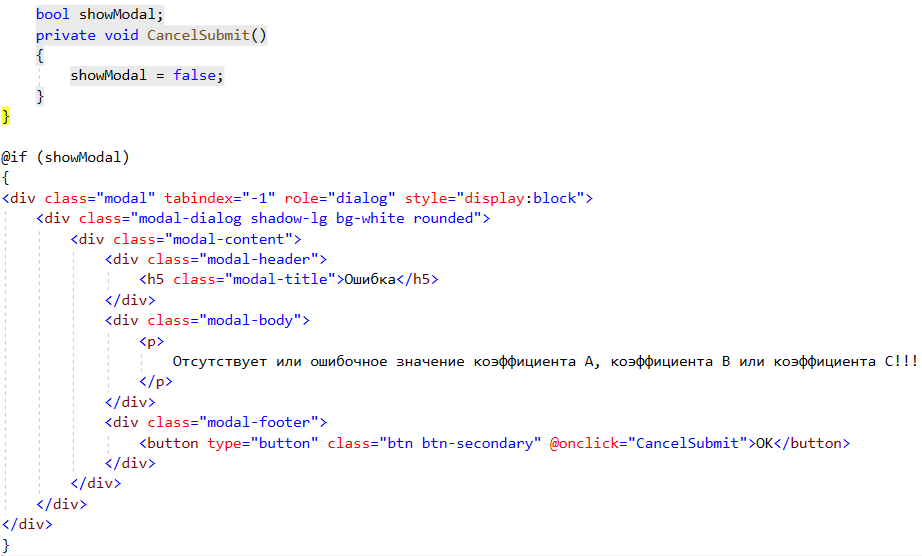 bool showModal;
private void CancelSubmit()
{
showModal = false;
}
}
@if (showModal)
{
<div class="modal" tabindex="-1" role="dialog" style="display:block">
<div class="modal-dialog shadow-lg bg-white rounded">
<div class="modal-content">
<div class="modal-header">
<h5 class="modal-title">Ошибка</h5>
</div>
<div class="modal-body">
<p>
Отсутствует или ошибочное значение коэффициента А, коэффициента В или коэффициента С!!!
</p>
</div>
<div class="modal-footer">
<button type="button" class="btn btn-secondary" @onclick="CancelSubmit">OK</button>
</div>
</div>
</div>
</div>
}